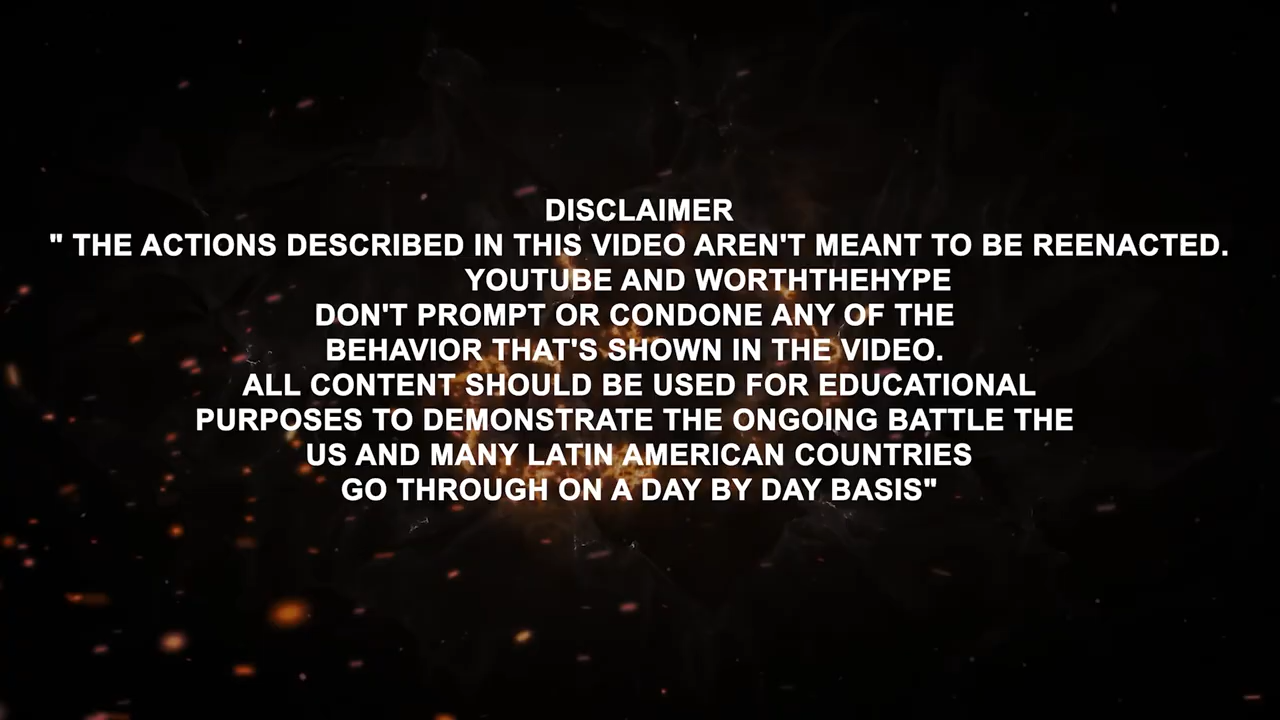 DISCLAIMER
" THE ACTIONS DESCRIBED IN THIS VIDEO AREN'T MEANT TO BE REENACTED.
YOUTUBE AND WORTHTHEHYPE
DON'T PROMPT OR CONDONE ANY OF THE
BEHAVIOR THAT'S SHOWN IN THE VIDEO.
ALL CONTENT SHOULD BE USED FOR EDUCATIONAL
PURPOSES TO DEMONSTRATE THE ONGOING BATTLE THE
US AND MANY LATIN AMERICAN COUNTRIES
GO THROUGH ON A DAY BY DAY BASIS"